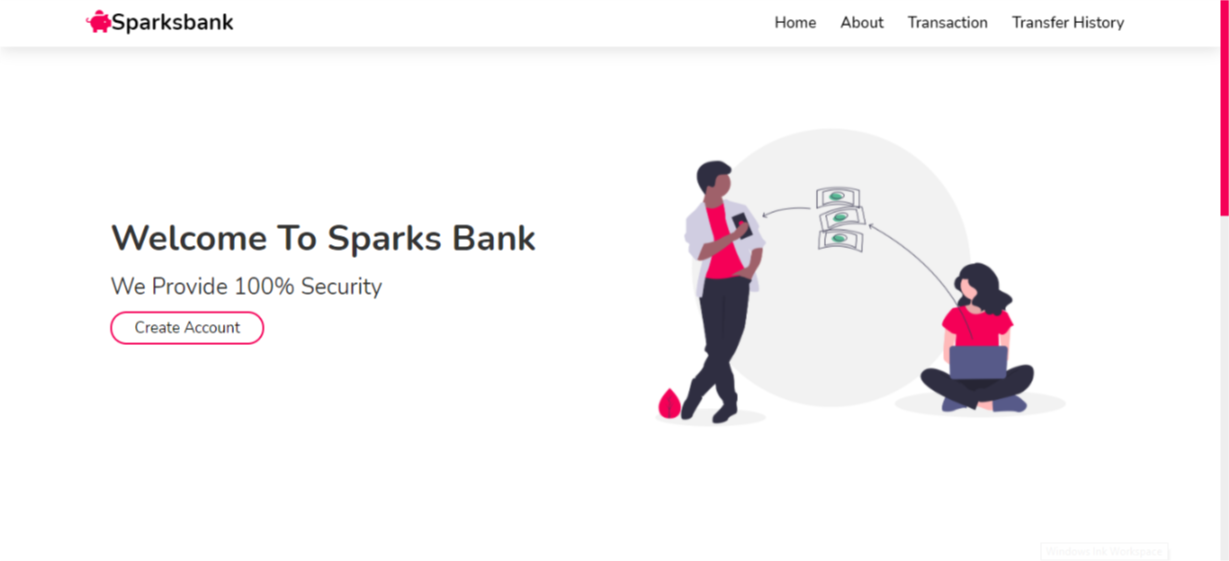 Sparksbank
Home About Transaction Transfer History
Welcome To Sparks Bank
We Provide 100% Security
Create Account
Windows Ink Workspace